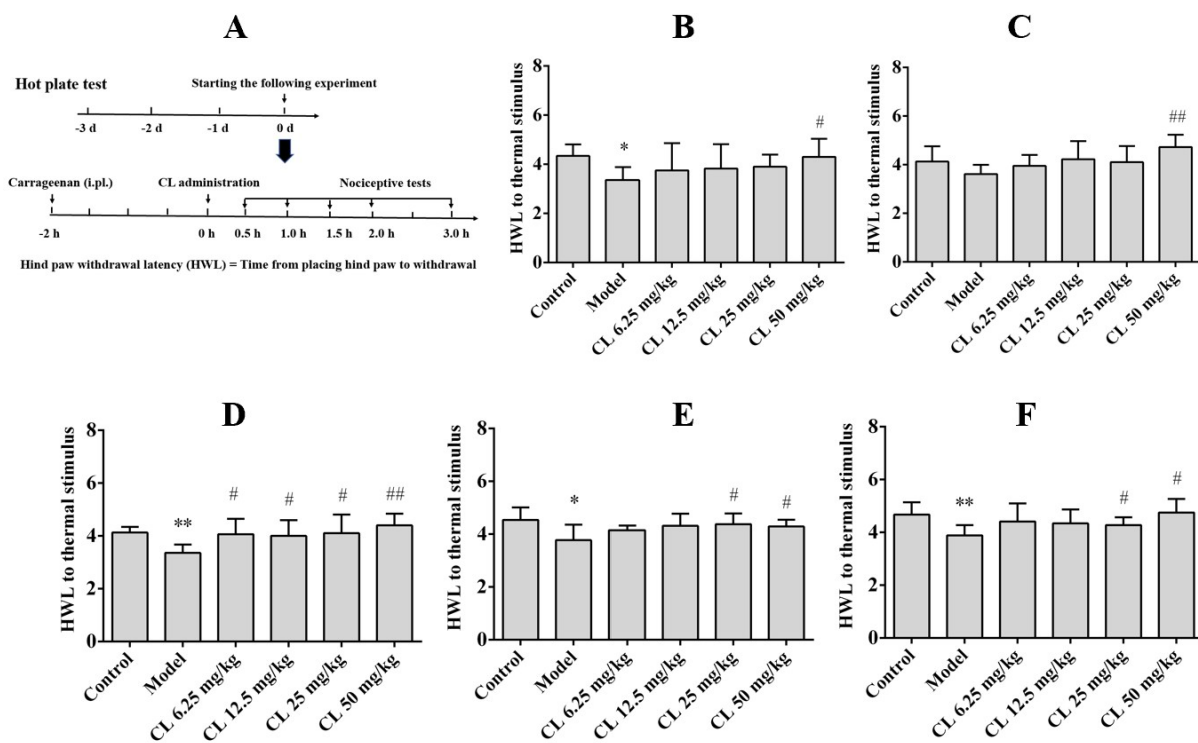 A
Hot plate test
Starting the following experiment
-3 d -2 d -1 d 0 d
Carrageenan (i.pl.) CL administration Nociceptive tests
-2 h 0 h 0.5 h 1.0 h 1.5 h 2.0 h 3.0 h
Hind paw withdrawal latency (HWL) = Time from placing hind paw to withdrawal
B
HWL to thermal stimulus
8
6
4
2
0
*
#
Control Model CL 6.25 mg/kg CL 12.5 mg/kg CL 25 mg/kg CL 50 mg/kg
C
HWL to thermal stimulus
8
6
4
2
0
##
Control Model CL 6.25 mg/kg CL 12.5 mg/kg CL 25 mg/kg CL 50 mg/kg
D
HWL to thermal stimulus
8
6
4
2
0
** # # # ##
Control Model CL 6.25 mg/kg CL 12.5 mg/kg CL 25 mg/kg CL 50 mg/kg
E
HWL to thermal stimulus
8
6
4
2
0
* # #
Control Model CL 6.25 mg/kg CL 12.5 mg/kg CL 25 mg/kg CL 50 mg/kg
F
HWL to thermal stimulus
8
6
4
2
0
** # #
Control Model CL 6.25 mg/kg CL 12.5 mg/kg CL 25 mg/kg CL 50 mg/kg